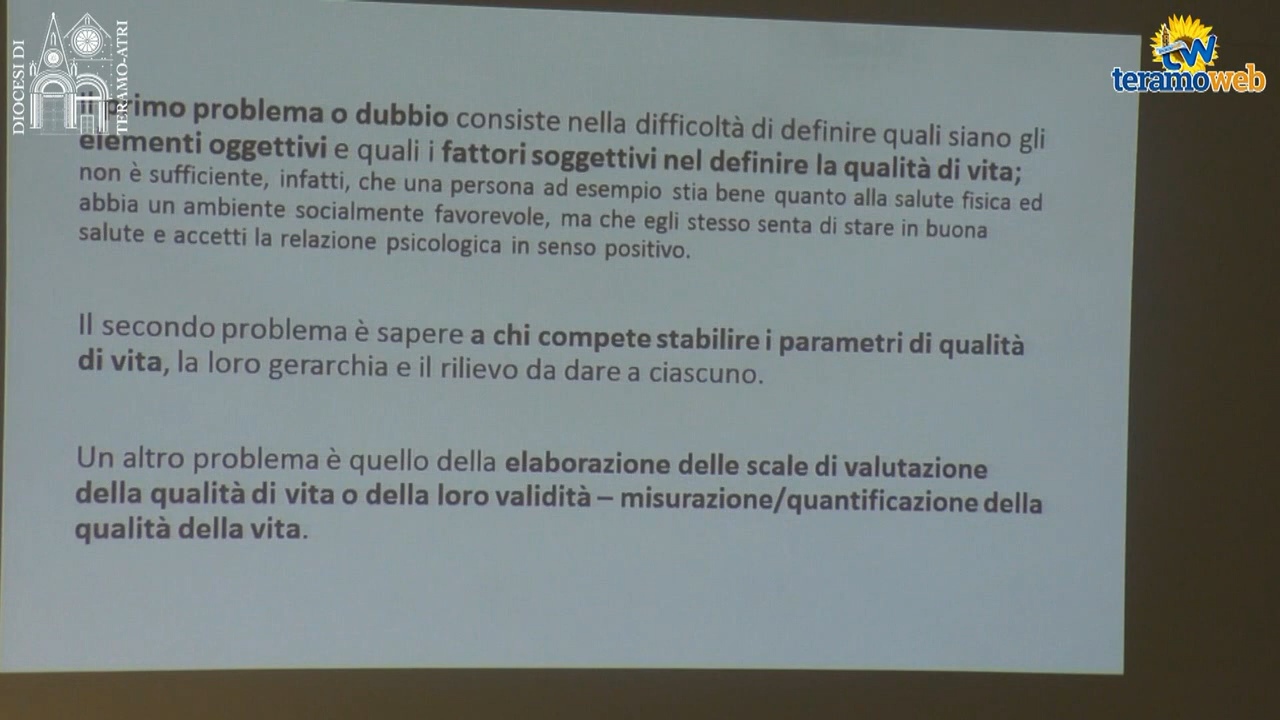 DIOCESI DI
TERAMO-ATRI
tw
teramoweb
Il primo problema o dubbio consiste nella difficoltà di definire quali siano gli
elementi oggettivi e quali i fattori soggettivi nel definire la qualità di vita;
non è sufficiente, infatti, che una persona ad esempio stia bene quanto alla salute fisica ed
abbia un ambiente socialmente favorevole, ma che egli stesso senta di stare in buona
salute e accetti la relazione psicologica in senso positivo.
Il secondo problema è sapere a chi compete stabilire i parametri di qualità
di vita, la loro gerarchia e il rilievo da dare a ciascuno.
Un altro problema è quello della elaborazione delle scale di valutazione
della qualità di vita o della loro validità – misurazione/quantificazione della
qualità della vita.